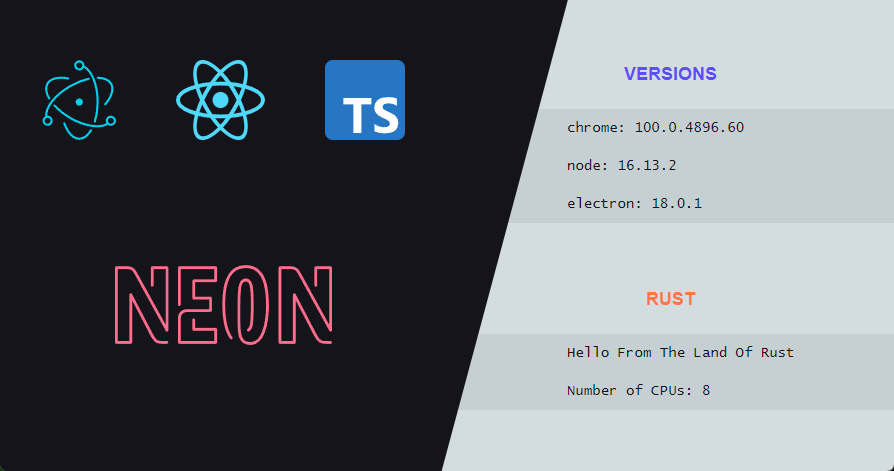 TS
NEON
VERSIONS
chrome: 100.0.4896.60
node: 16.13.2
electron: 18.0.1
RUST
Hello From The Land Of Rust
Number of CPUs: 8